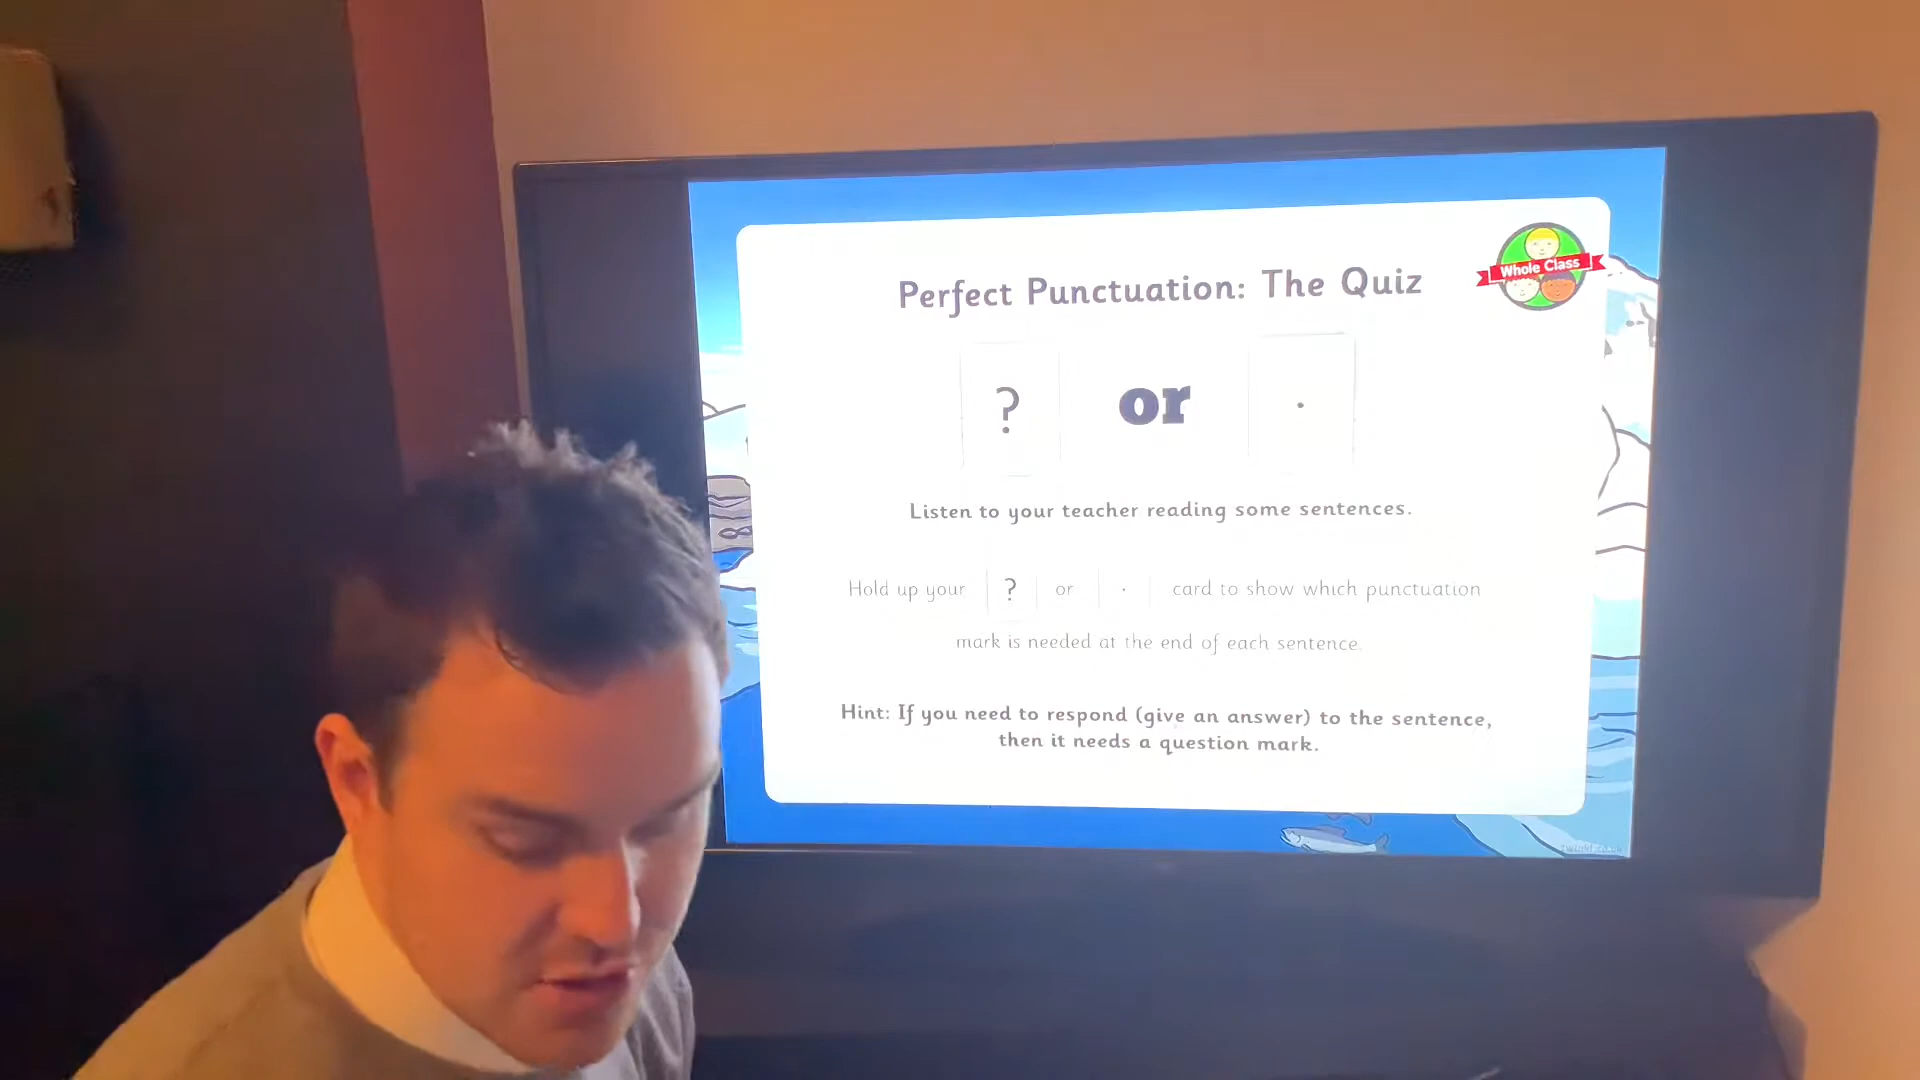 Perfect Punctuation: The Quiz
Whole Class
? or .
Listen to your teacher reading some sentences.
Hold up your ? or . card to show which punctuation
mark is needed at the end of each sentence.
Hint: If you need to respond (give an answer) to the sentence,
then it needs a question mark.